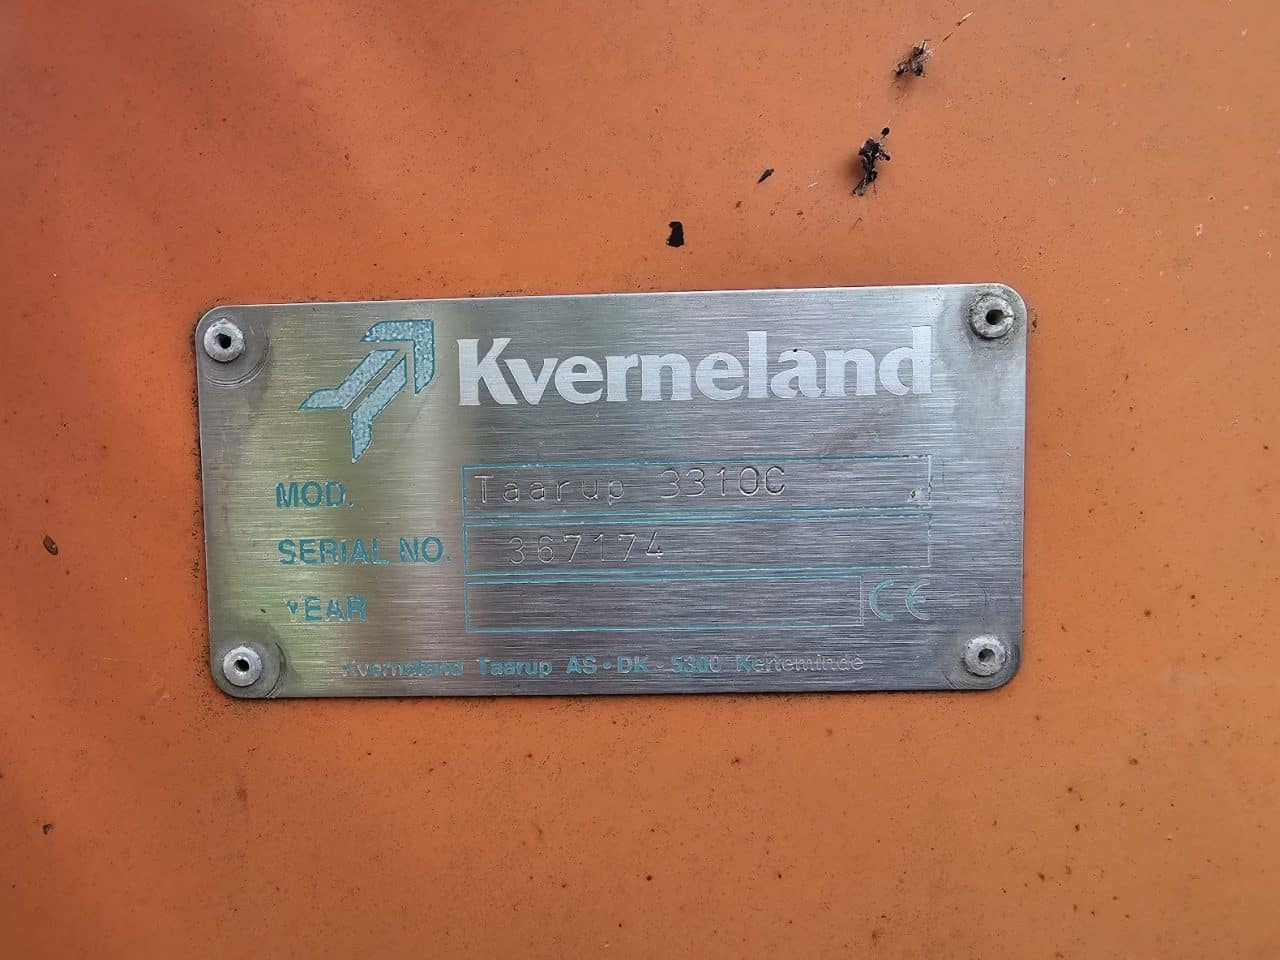 Kverneland
MOD. Taarup 3310C
SERIAL NO. 367174
YEAR CE
Kverneland Taarup AS • DK - 5300 Kerteminde